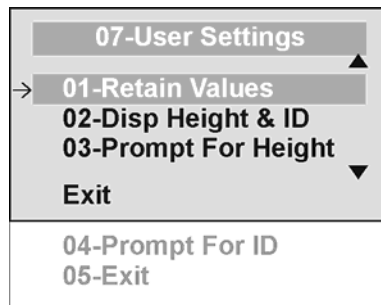 07-User Settings
01-Retain Values
02-Disp Height & ID
03-Prompt For Height
Exit
04-Prompt For ID
05-Exit